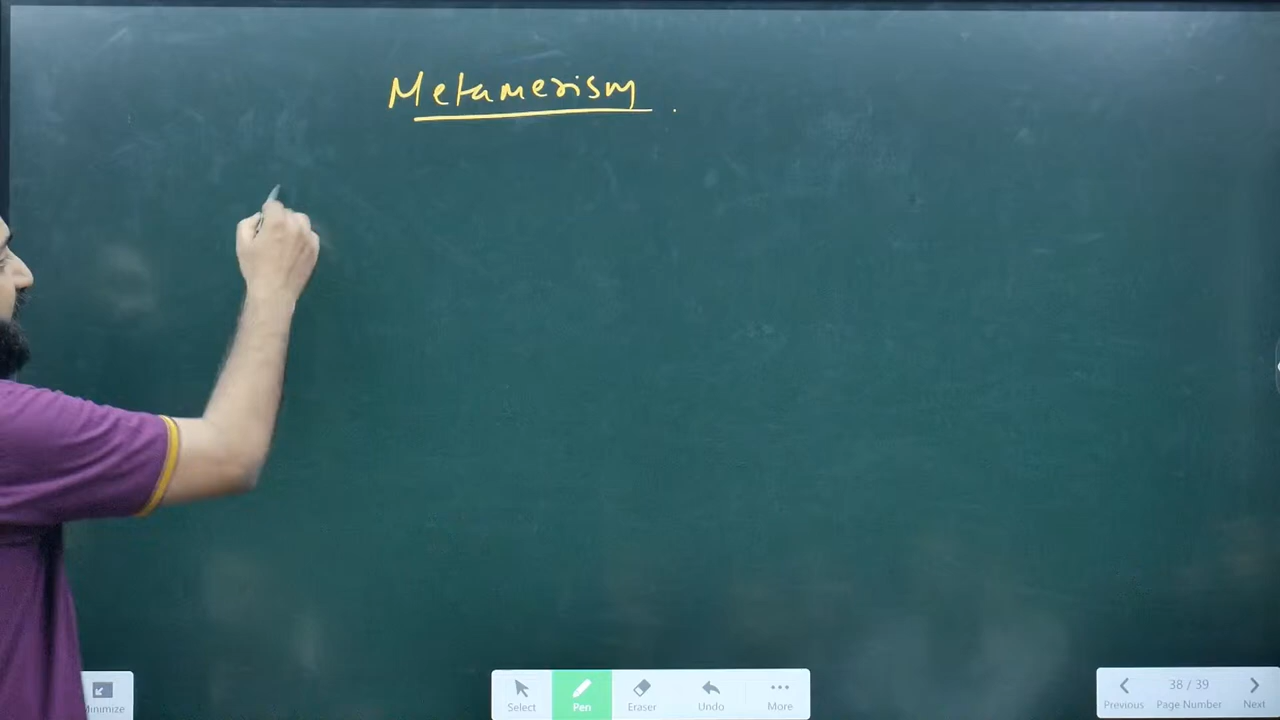 Metamerism.
Minimize
Select Pen Eraser Undo More
38 / 39
Previous Page Number Next